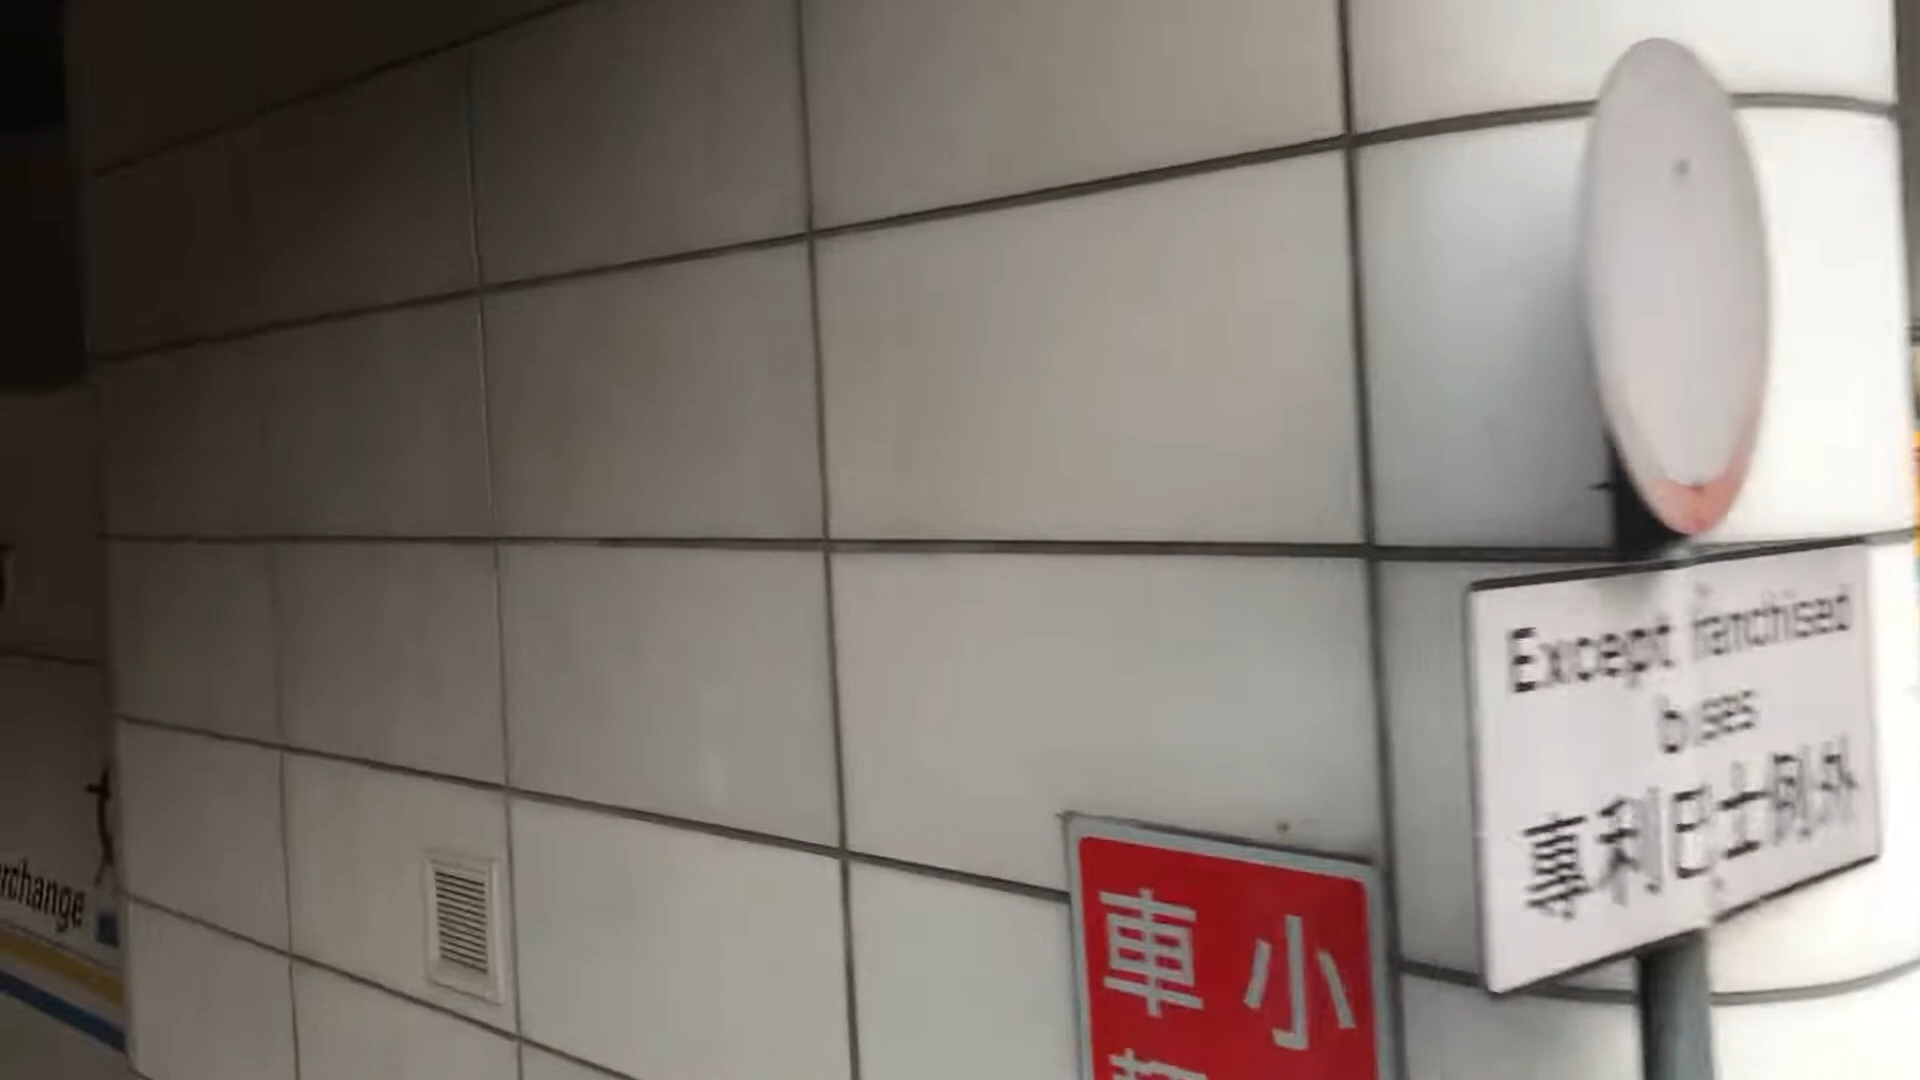 Except franchised
buses
專利巴士例外
車 小
rchange